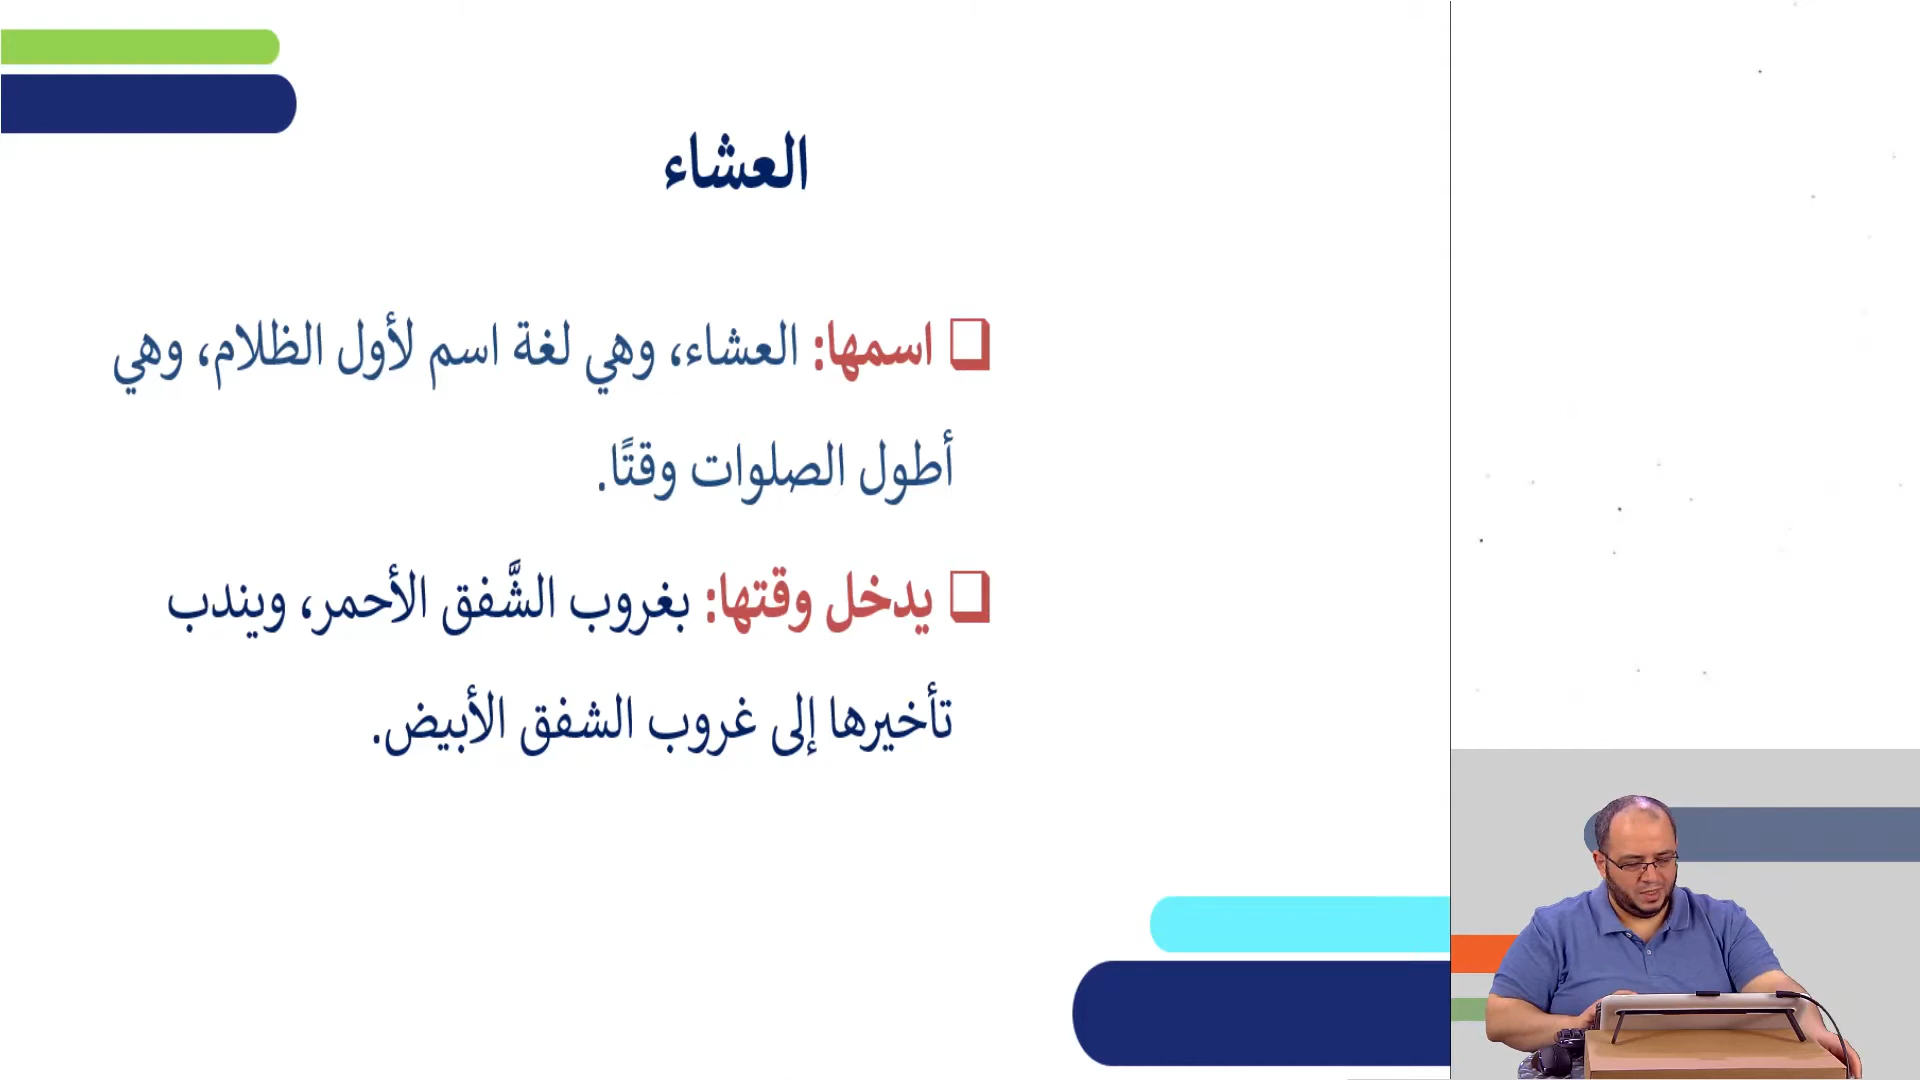 العشاء
اسمها: العشاء، وهي لغة اسم لأول الظلام، وهي
أطول الصلوات وقتًا.
يدخل وقتها: بغروب الشَّفق الأحمر، ويندب
تأخيرها إلى غروب الشفق الأبيض.